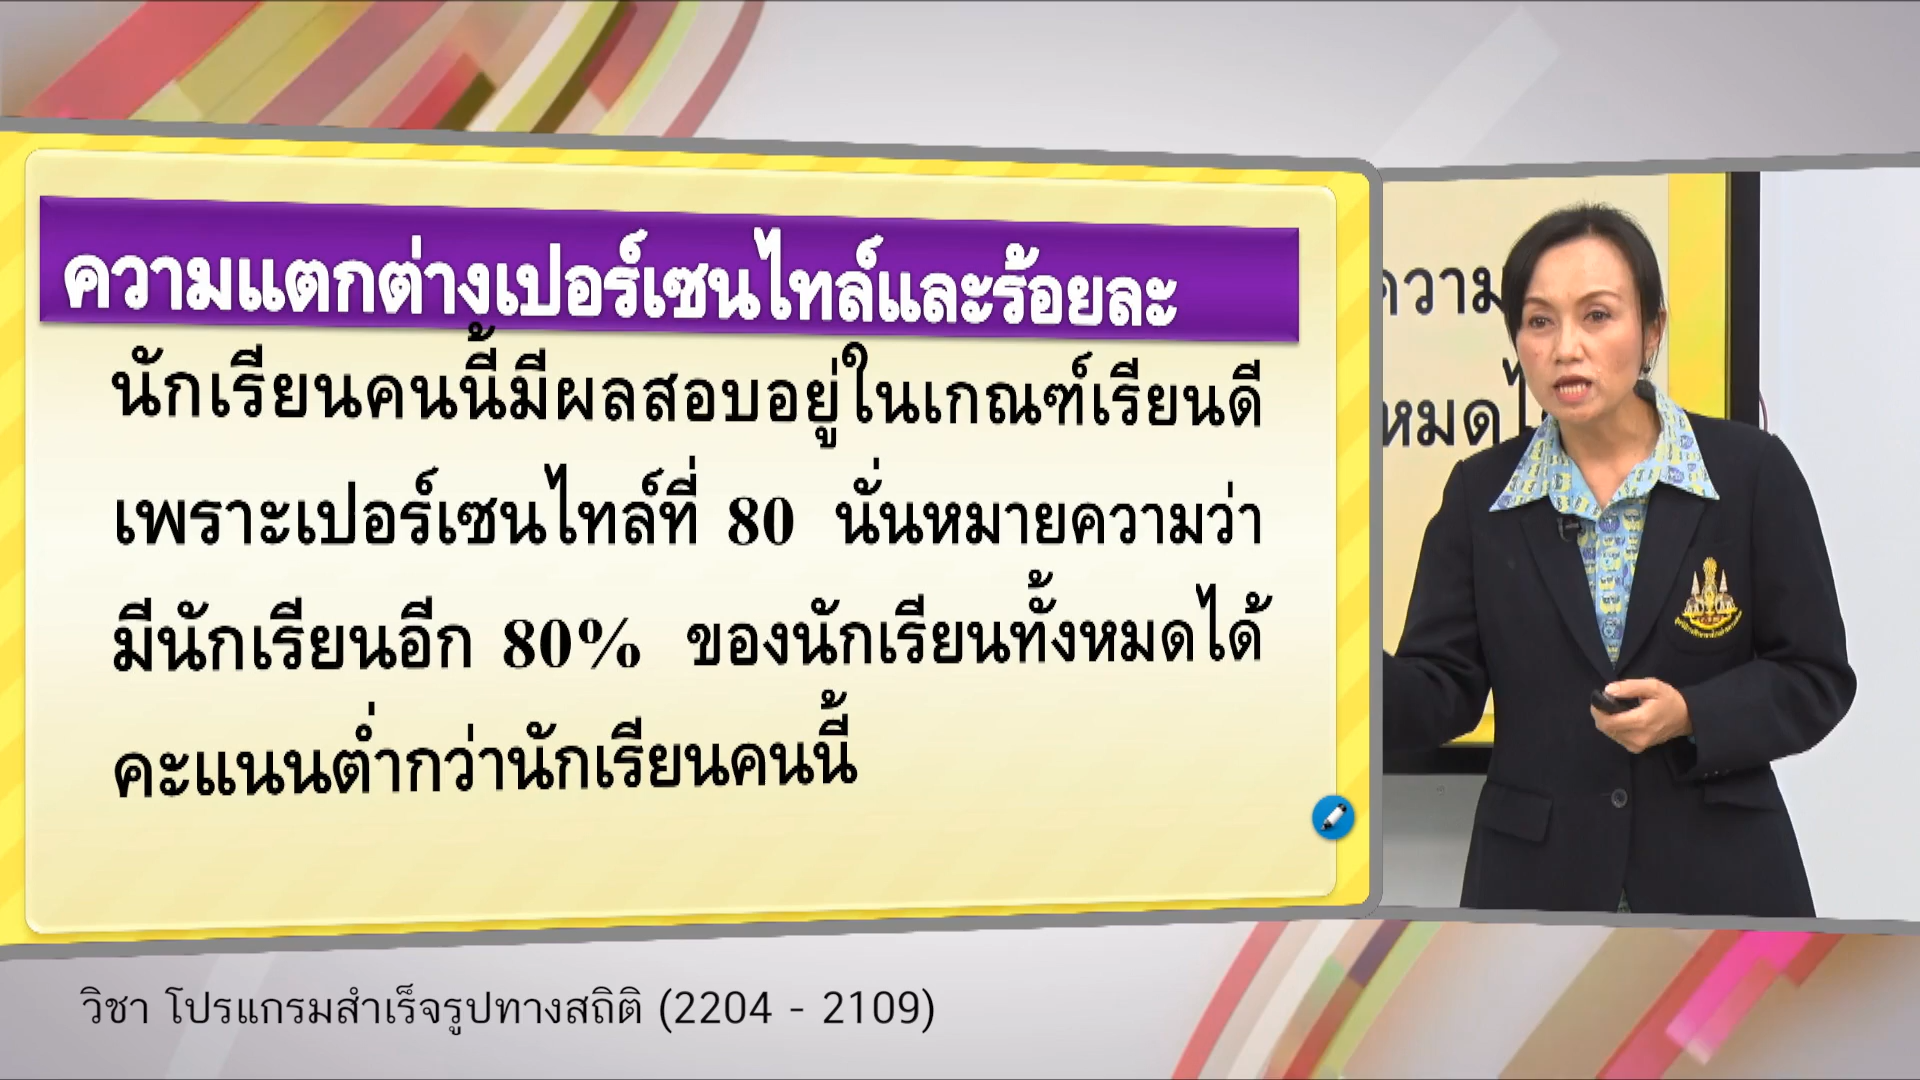 ความแตกต่างเปอร์เซนไทล์และร้อยละ
นักเรียนคนนี้มีผลสอบอยู่ในเกณฑ์เรียนดี
เพราะเปอร์เซนไทล์ที่ 80 นั่นหมายความว่า
มีนักเรียนอีก 80% ของนักเรียนทั้งหมดได้
คะแนนต่ำกว่านักเรียนคนนี้
ความ
หมดไ
วิชา โปรแกรมสำเร็จรูปทางสถิติ (2204 - 2109)